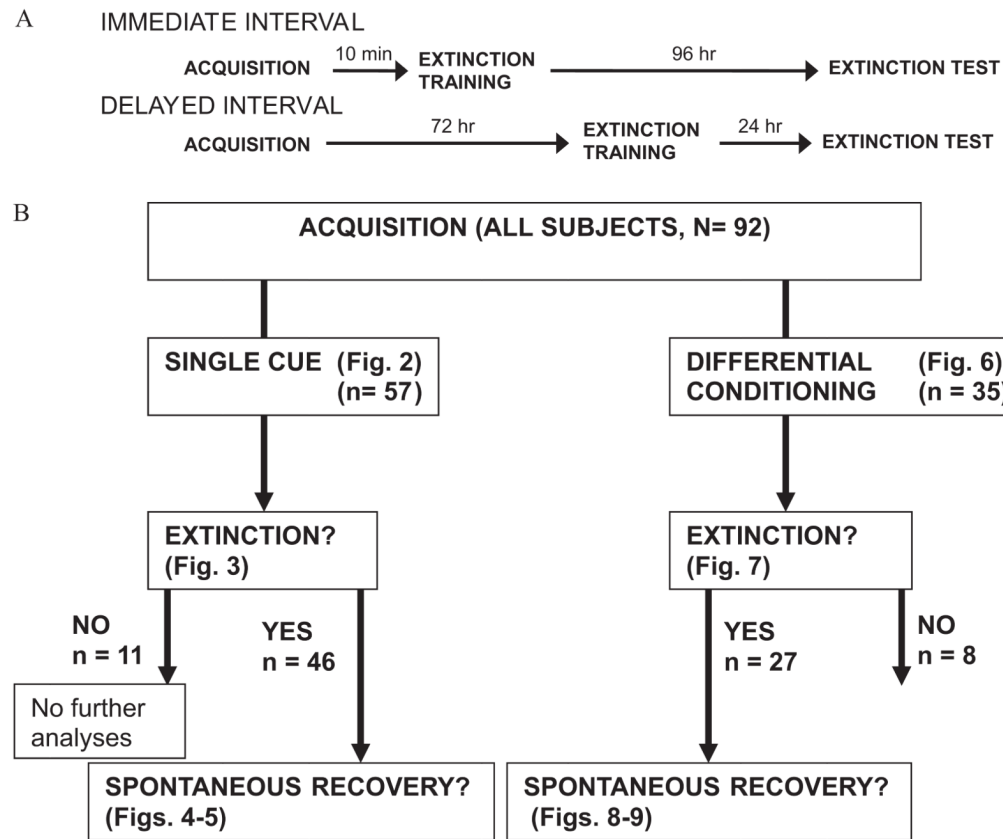 A
IMMEDIATE INTERVAL
ACQUISITION 10 min EXTINCTION TRAINING 96 hr EXTINCTION TEST
DELAYED INTERVAL
ACQUISITION 72 hr EXTINCTION TRAINING 24 hr EXTINCTION TEST
B
ACQUISITION (ALL SUBJECTS, N= 92)
SINGLE CUE (Fig. 2)
(n= 57)
DIFFERENTIAL (Fig. 6)
CONDITIONING (n = 35)
EXTINCTION?
(Fig. 3)
EXTINCTION?
(Fig. 7)
NO
n = 11
YES
n = 46
YES
n = 27
NO
n = 8
No further
analyses
SPONTANEOUS RECOVERY?
(Figs. 4-5)
SPONTANEOUS RECOVERY?
(Figs. 8-9)